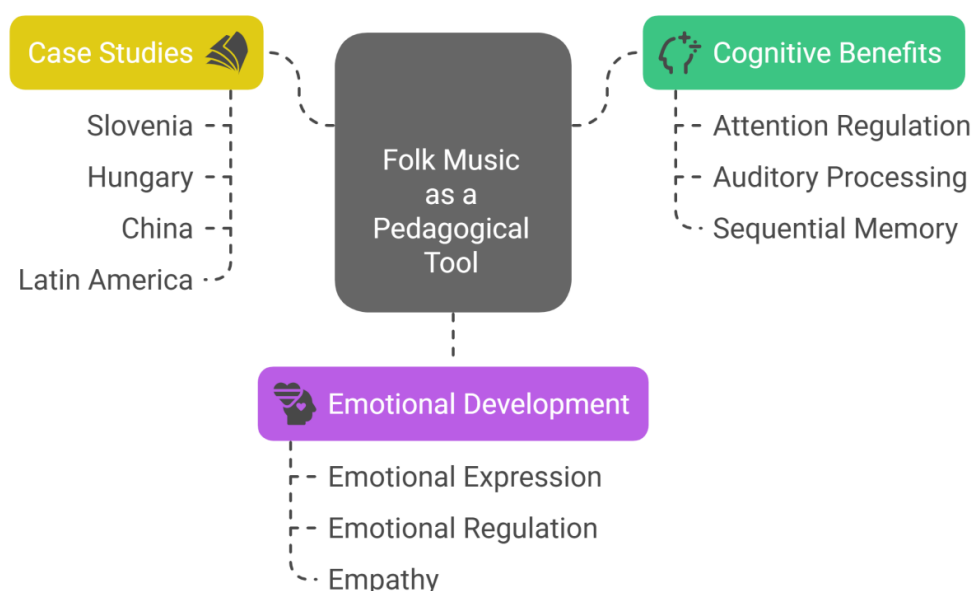 Case Studies
Slovenia
Hungary
China
Latin America
Folk Music
as a
Pedagogical
Tool
Cognitive Benefits
Attention Regulation
Auditory Processing
Sequential Memory
Emotional Development
Emotional Expression
Emotional Regulation
Empathy